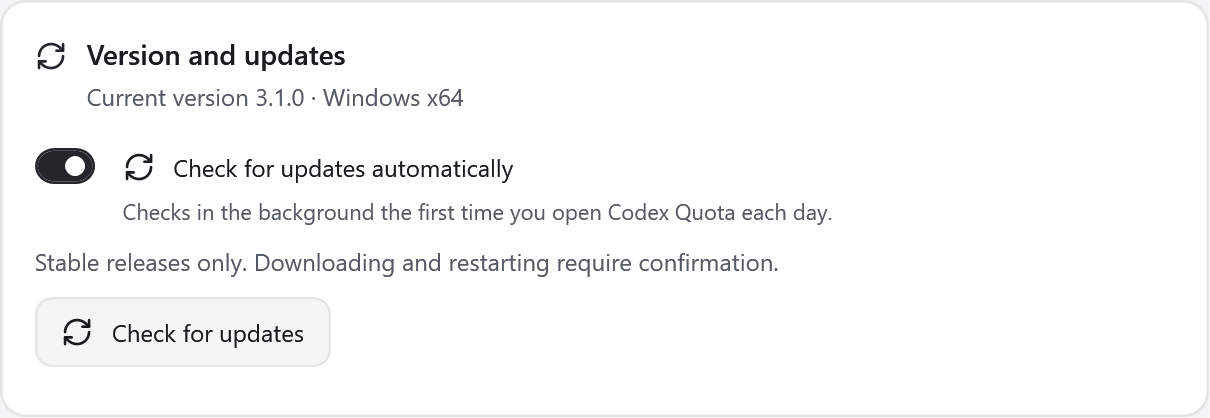 Version and updates
Current version 3.1.0 · Windows x64
Check for updates automatically
Checks in the background the first time you open Codex Quota each day.
Stable releases only. Downloading and restarting require confirmation.
Check for updates